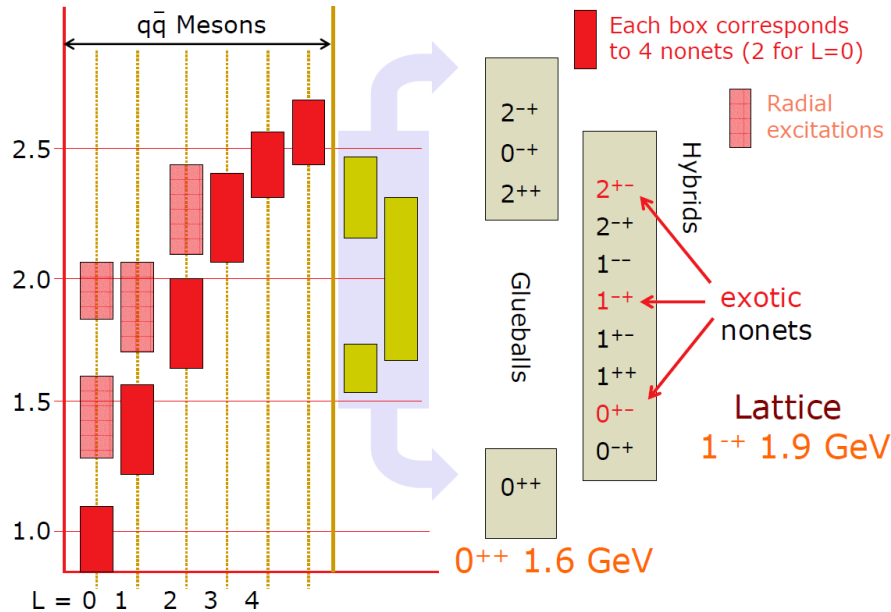 qq̄ Mesons
Each box corresponds
to 4 nonets (2 for L=0)
Radial
excitations
2.5
2.0
1.5
1.0
L = 0 1 2 3 4
2⁻⁺
0⁻⁺
2⁺⁺
Glueballs
0⁺⁺
0⁺⁺ 1.6 GeV
Hybrids
2⁺⁻
2⁻⁺
1⁻⁻
1⁻⁺
1⁺⁻
1⁺⁺
0⁺⁻
0⁻⁺
exotic
nonets
Lattice
1⁻⁺ 1.9 GeV